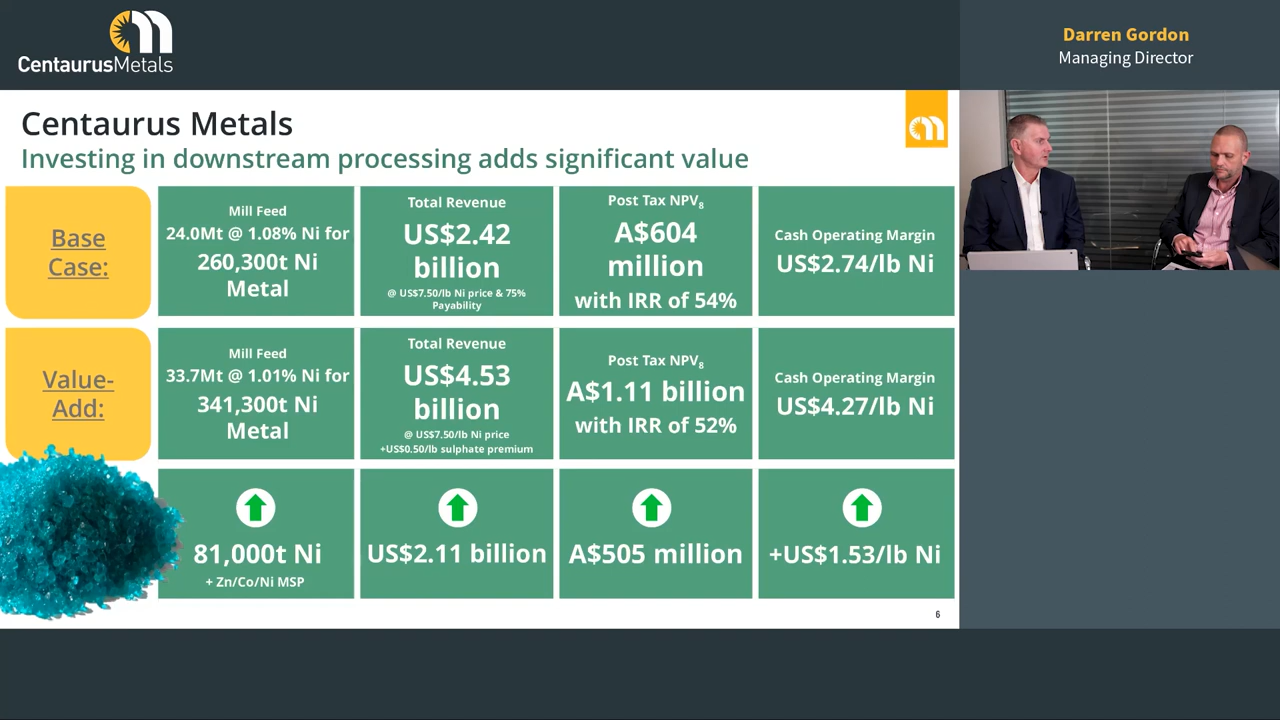 CentaurusMetals
Darren Gordon
Managing Director
Centaurus Metals
Investing in downstream processing adds significant value
Base
Case:
Mill Feed
24.0Mt @ 1.08% Ni for
260,300t Ni
Metal
Total Revenue
US$2.42
billion
@ US$7.50/lb Ni price & 75%
Payability
Post Tax NPV8
A$604
million
with IRR of 54%
Cash Operating Margin
US$2.74/lb Ni
Value-
Add:
Mill Feed
33.7Mt @ 1.01% Ni for
341,300t Ni
Metal
Total Revenue
US$4.53
billion
@ US$7.50/lb Ni price
+US$0.50/lb sulphate premium
Post Tax NPV8
A$1.11 billion
with IRR of 52%
Cash Operating Margin
US$4.27/lb Ni
81,000t Ni
+ Zn/Co/Ni MSP
US$2.11 billion
A$505 million
+US$1.53/lb Ni
6